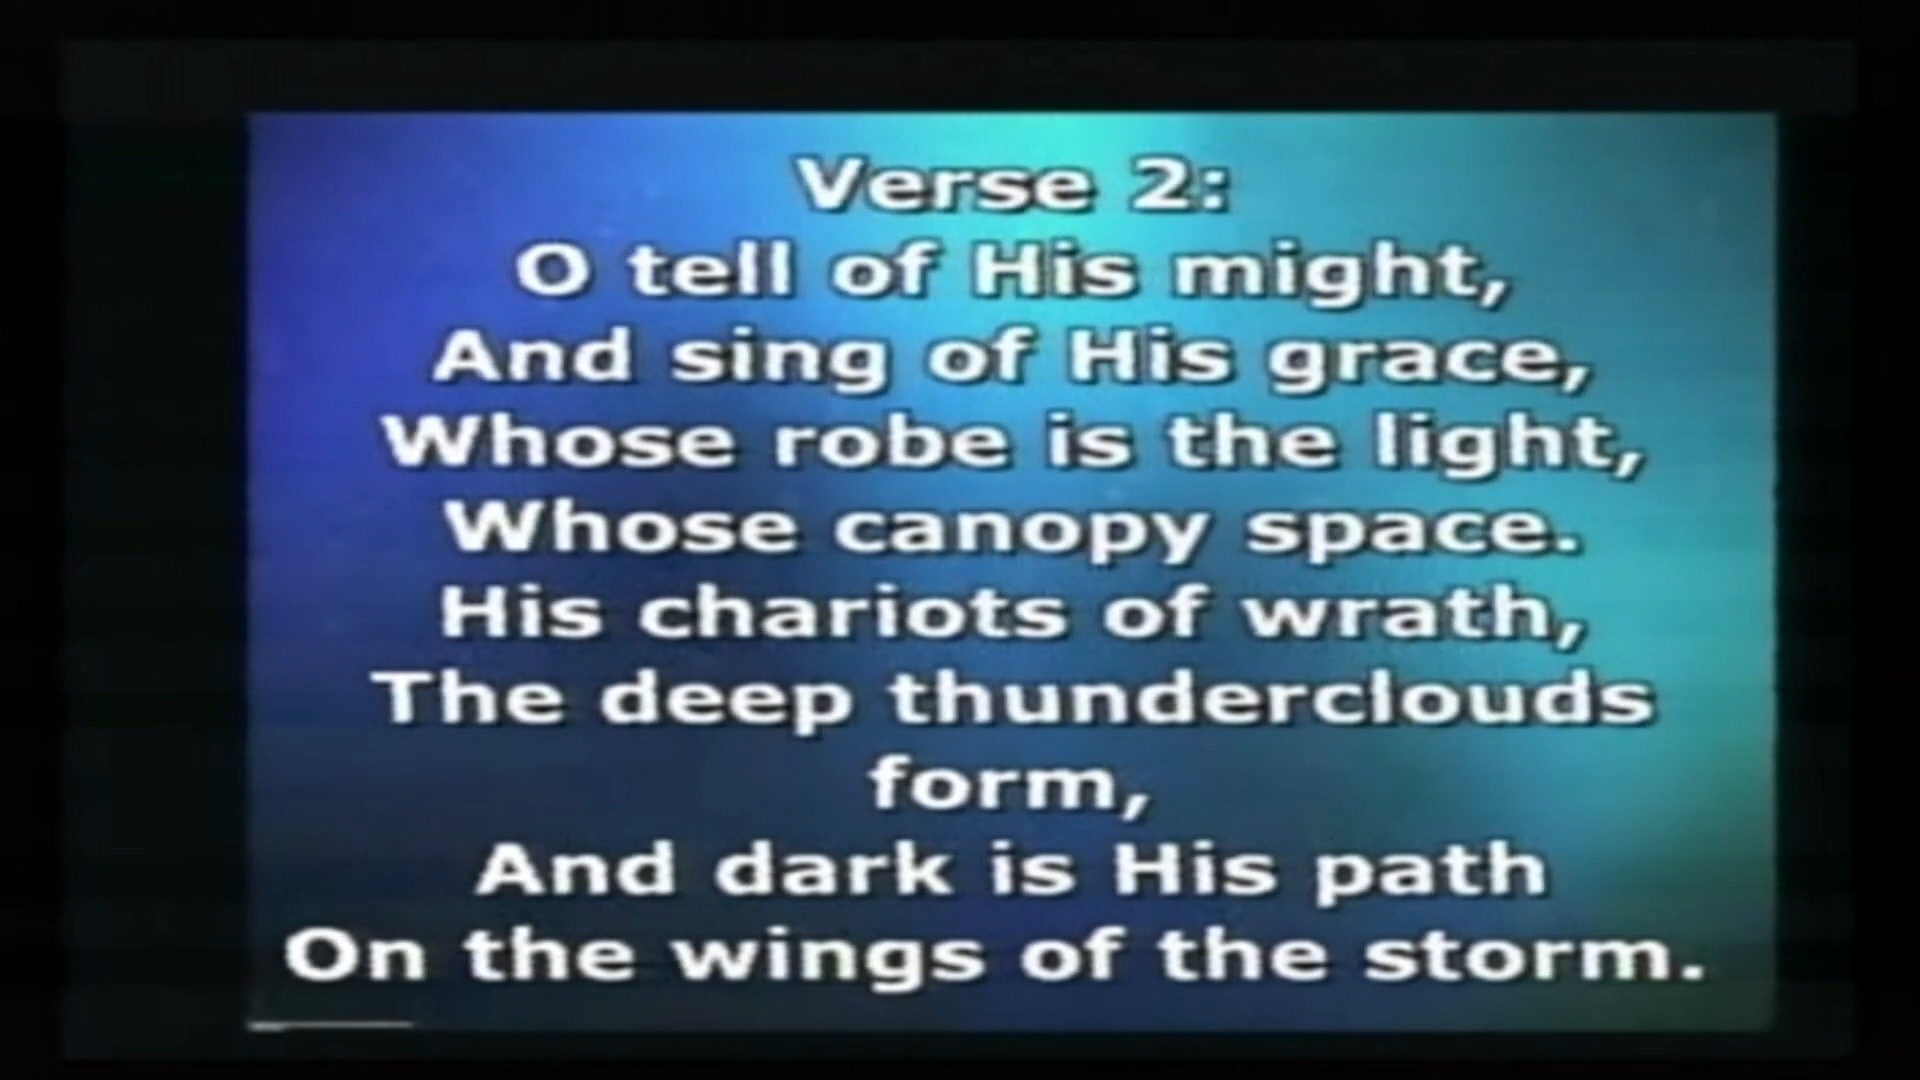 Verse 2:
O tell of His might,
And sing of His grace,
Whose robe is the light,
Whose canopy space.
His chariots of wrath,
The deep thunderclouds
form,
And dark is His path
On the wings of the storm.